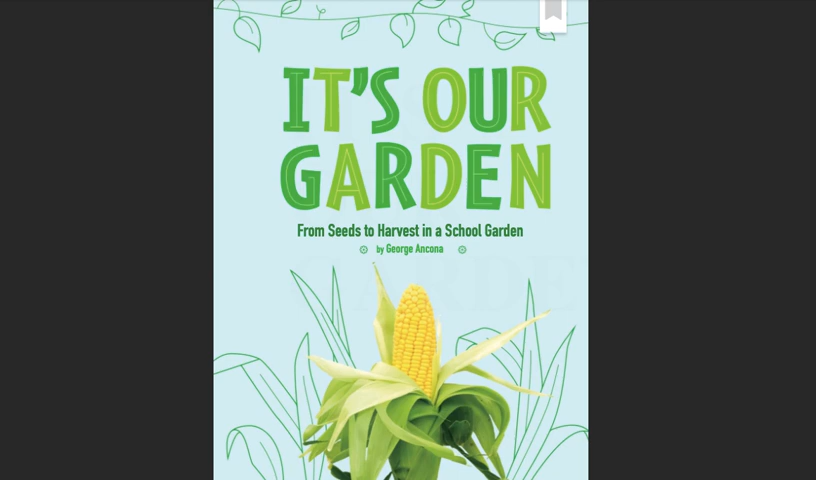 IT'S OUR
GARDEN
From Seeds to Harvest in a School Garden
by George Ancona